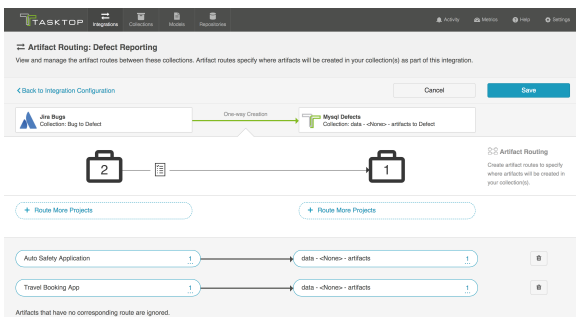 TASKTOP
Integrations
Collections
Models
Repositories
Activity
Metrics
Help
Settings
Artifact Routing: Defect Reporting
View and manage the artifact routes between these collections. Artifact routes specify where artifacts will be created in your collection(s) as part of this integration.
Back to Integration Configuration
Cancel
Save
Jira Bugs
Collection: Bug to Defect
One-way Creation
Mysql Defects
Collection: data - <None> - artifacts to Defect
2
1
Artifact Routing
Create artifact routes to specify
where artifacts will be created in
your collection(s).
+ Route More Projects
+ Route More Projects
Auto Safety Application 1
data - <None> - artifacts 1
Travel Booking App 1
data - <None> - artifacts 1
Artifacts that have no corresponding route are ignored.